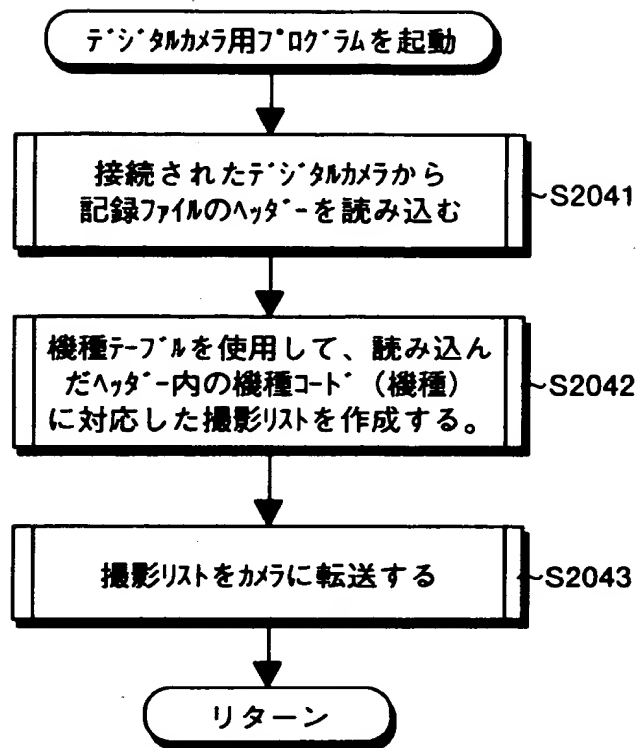 デジタルカメラ用プログラムを起動
接続されたデジタルカメラから
記録ファイルのヘッダーを読み込む
~S2041
機種テーブルを使用して、読み込ん
だヘッダー内の機種コード（機種）
に対応した撮影リストを作成する。
~S2042
撮影リストをカメラに転送する
~S2043
リターン